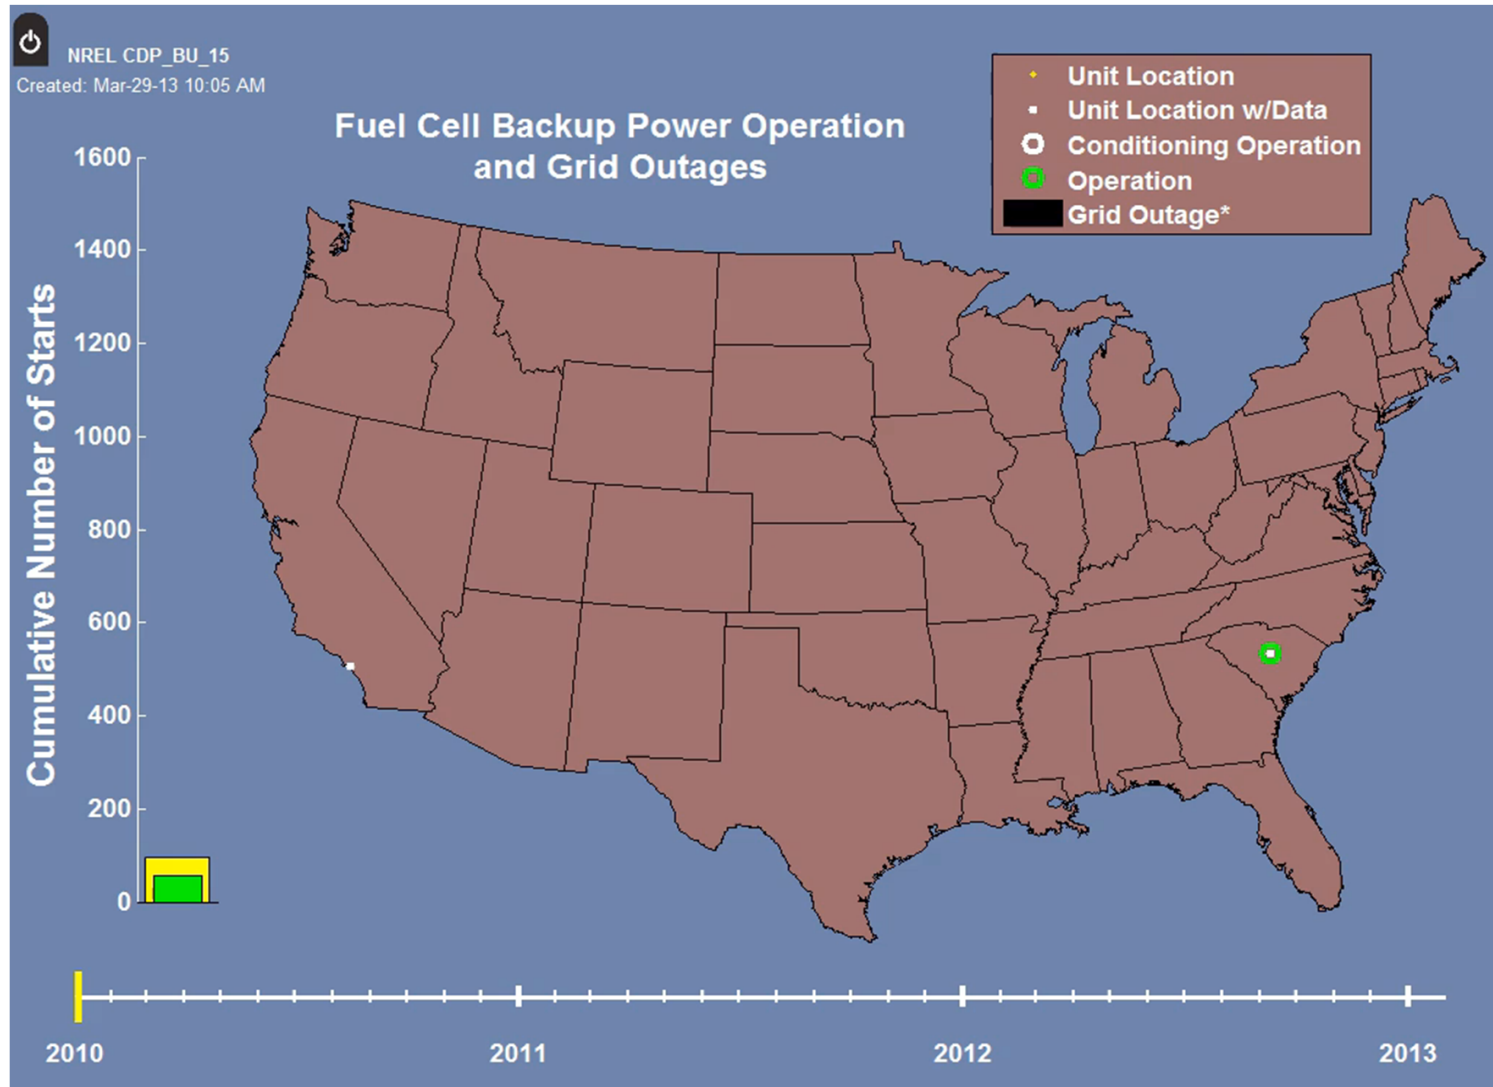 NREL CDP_BU_15
Created: Mar-29-13 10:05 AM
Fuel Cell Backup Power Operation
and Grid Outages
Unit Location
Unit Location w/Data
Conditioning Operation
Operation
Grid Outage*
Cumulative Number of Starts
1600
1400
1200
1000
800
600
400
200
0
2010
2011
2012
2013